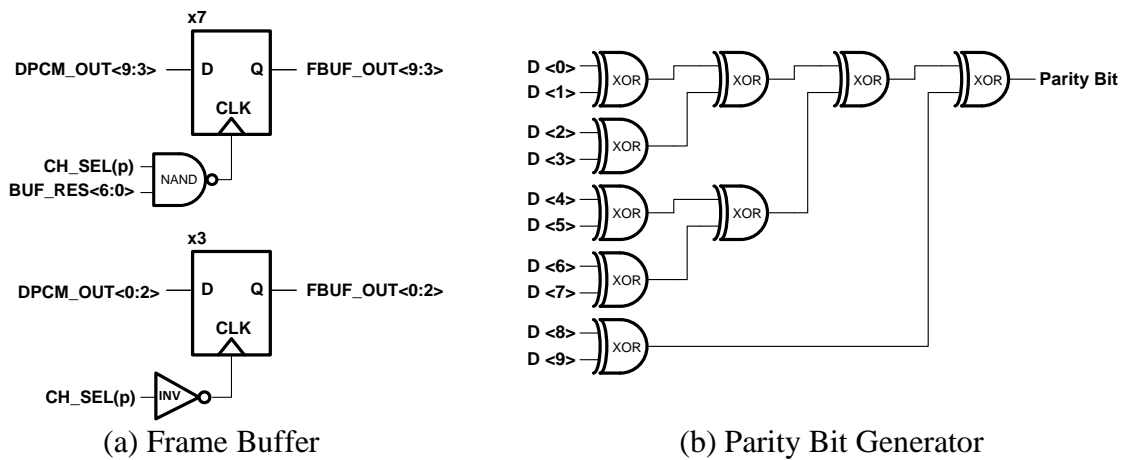 x7
DPCM_OUT<9:3>
D
Q
FBUF_OUT<9:3>
CLK
CH_SEL(p)
BUF_RES<6:0>
NAND
x3
DPCM_OUT<0:2>
D
Q
FBUF_OUT<0:2>
CLK
CH_SEL(p)
INV
(a) Frame Buffer
D <0>
D <1>
XOR
XOR
XOR
XOR
Parity Bit
D <2>
D <3>
XOR
D <4>
D <5>
XOR
XOR
D <6>
D <7>
XOR
D <8>
D <9>
XOR
(b) Parity Bit Generator